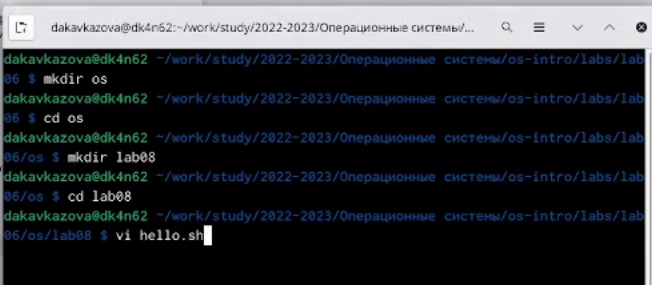 dakavkazova@dk4n62:~/work/study/2022-2023/Операционные системы/...
dakavkazova@dk4n62 ~/work/study/2022-2023/Операционные системы/os-intro/labs/lab
06 $ mkdir os
dakavkazova@dk4n62 ~/work/study/2022-2023/Операционные системы/os-intro/labs/lab
06 $ cd os
dakavkazova@dk4n62 ~/work/study/2022-2023/Операционные системы/os-intro/labs/lab
06/os $ mkdir lab08
dakavkazova@dk4n62 ~/work/study/2022-2023/Операционные системы/os-intro/labs/lab
06/os $ cd lab08
dakavkazova@dk4n62 ~/work/study/2022-2023/Операционные системы/os-intro/labs/lab
06/os/lab08 $ vi hello.sh